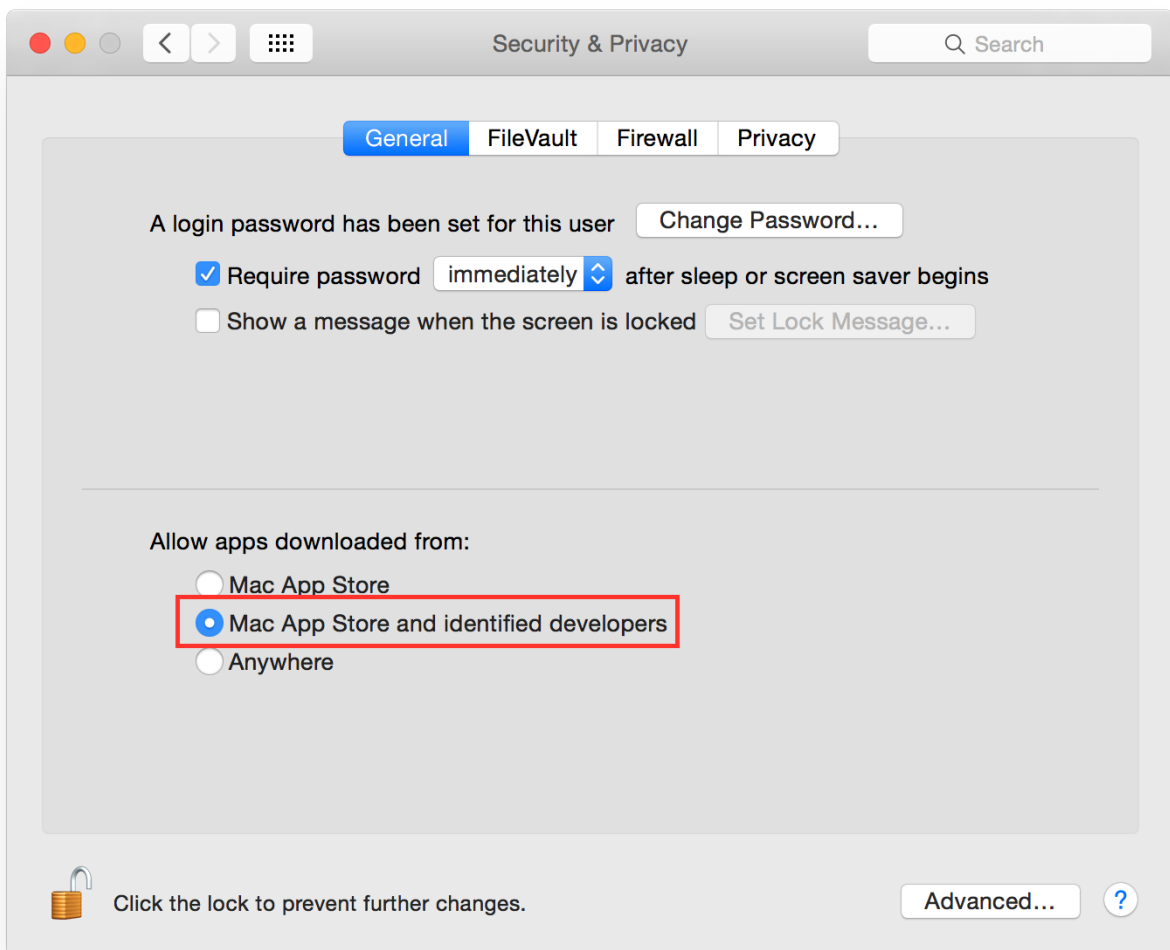 Security & Privacy
Search
General FileVault Firewall Privacy
A login password has been set for this user Change Password...
Require password immediately after sleep or screen saver begins
Show a message when the screen is locked Set Lock Message...
Allow apps downloaded from:
Mac App Store
Mac App Store and identified developers
Anywhere
Click the lock to prevent further changes. Advanced... ?